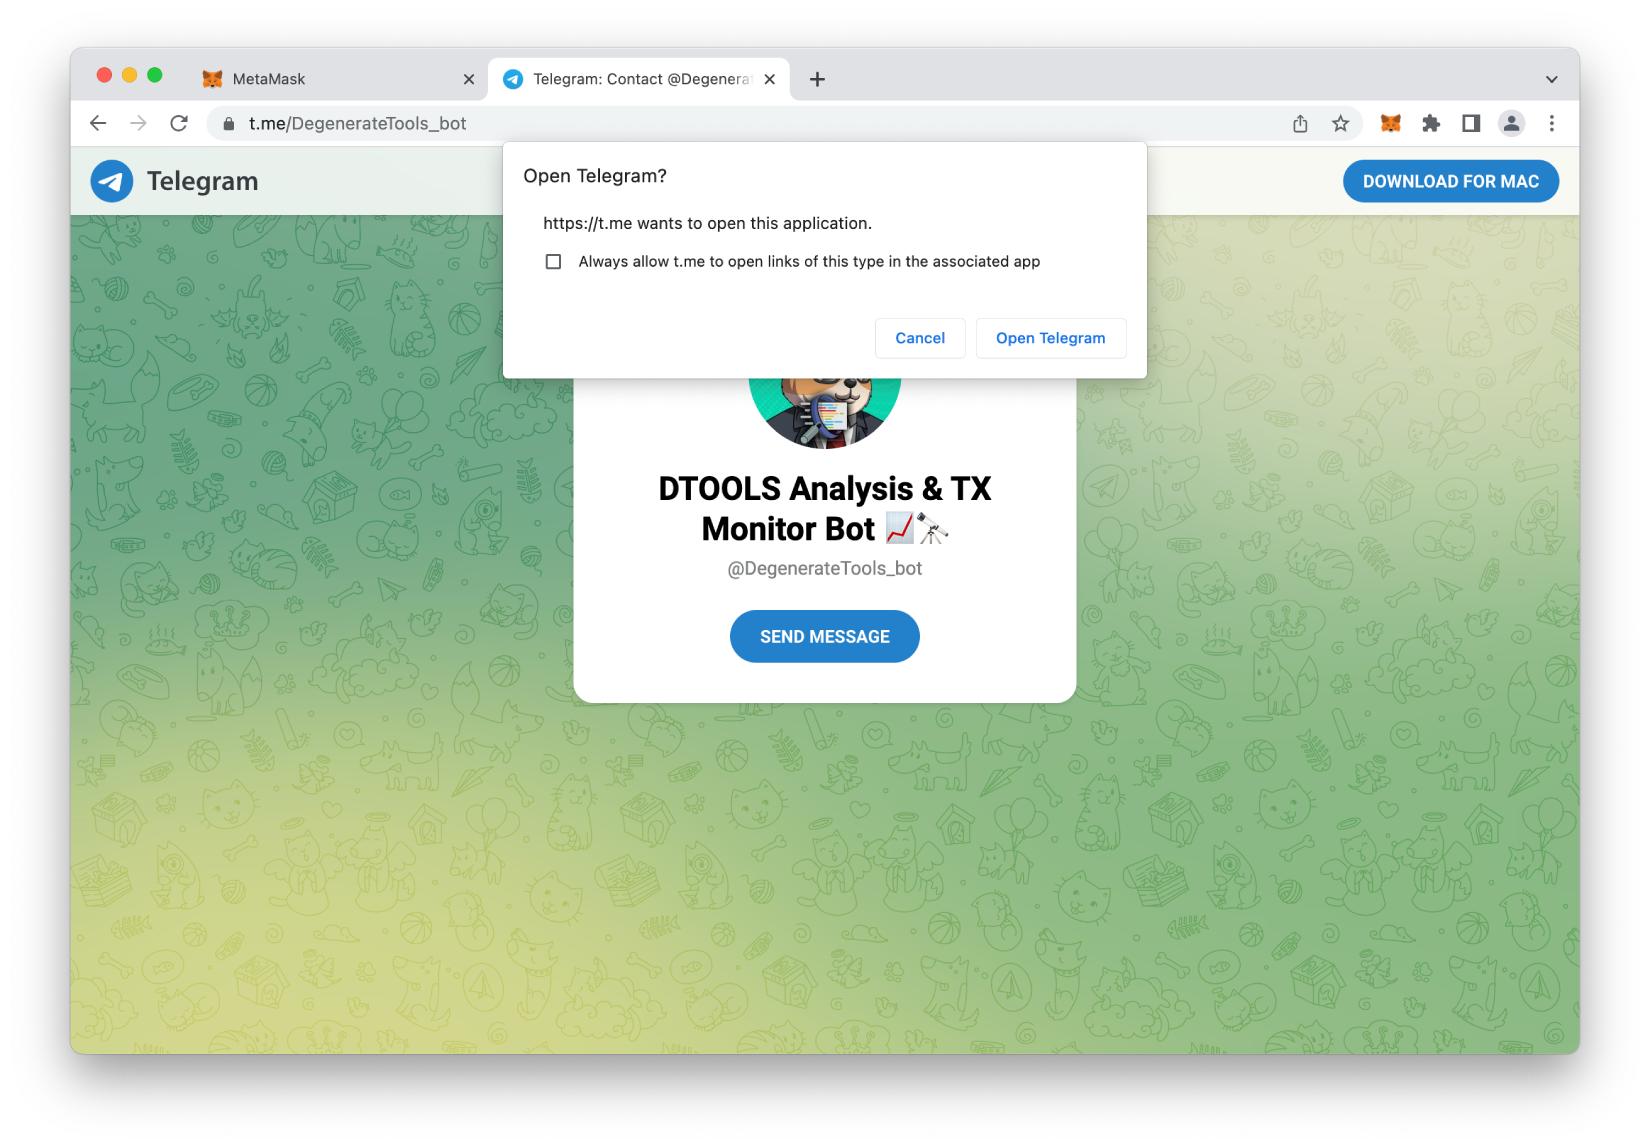 MetaMask
Telegram: Contact @Degenera
t.me/DegenerateTools_bot
Telegram
DOWNLOAD FOR MAC
Open Telegram?
https://t.me wants to open this application.
Always allow t.me to open links of this type in the associated app
Cancel
Open Telegram
DTOOLS Analysis & TX
Monitor Bot 📈🔭
@DegenerateTools_bot
SEND MESSAGE